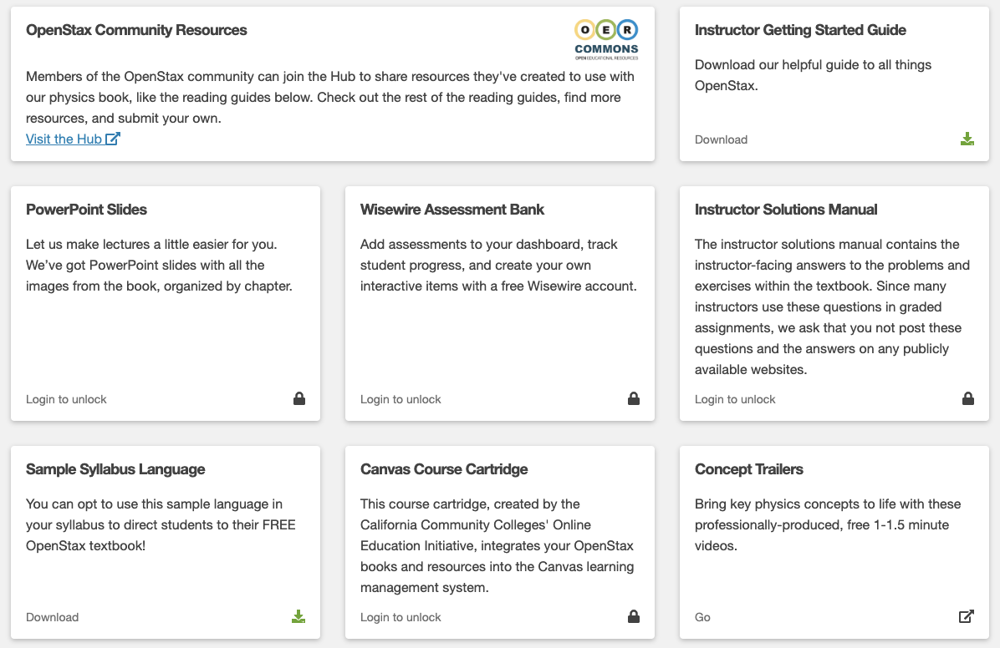 OpenStax Community Resources
O E R
COMMONS
OPEN EDUCATIONAL RESOURCES
Members of the OpenStax community can join the Hub to share resources they've created to use with
our physics book, like the reading guides below. Check out the rest of the reading guides, find more
resources, and submit your own.
Visit the Hub
Instructor Getting Started Guide
Download our helpful guide to all things
OpenStax.
Download
PowerPoint Slides
Let us make lectures a little easier for you.
We’ve got PowerPoint slides with all the
images from the book, organized by chapter.
Login to unlock
Wisewire Assessment Bank
Add assessments to your dashboard, track
student progress, and create your own
interactive items with a free Wisewire account.
Login to unlock
Instructor Solutions Manual
The instructor solutions manual contains the
instructor-facing answers to the problems and
exercises within the textbook. Since many
instructors use these questions in graded
assignments, we ask that you not post these
questions and the answers on any publicly
available websites.
Login to unlock
Sample Syllabus Language
You can opt to use this sample language in
your syllabus to direct students to their FREE
OpenStax textbook!
Download
Canvas Course Cartridge
This course cartridge, created by the
California Community Colleges' Online
Education Initiative, integrates your OpenStax
books and resources into the Canvas learning
management system.
Login to unlock
Concept Trailers
Bring key physics concepts to life with these
professionally-produced, free 1-1.5 minute
videos.
Go